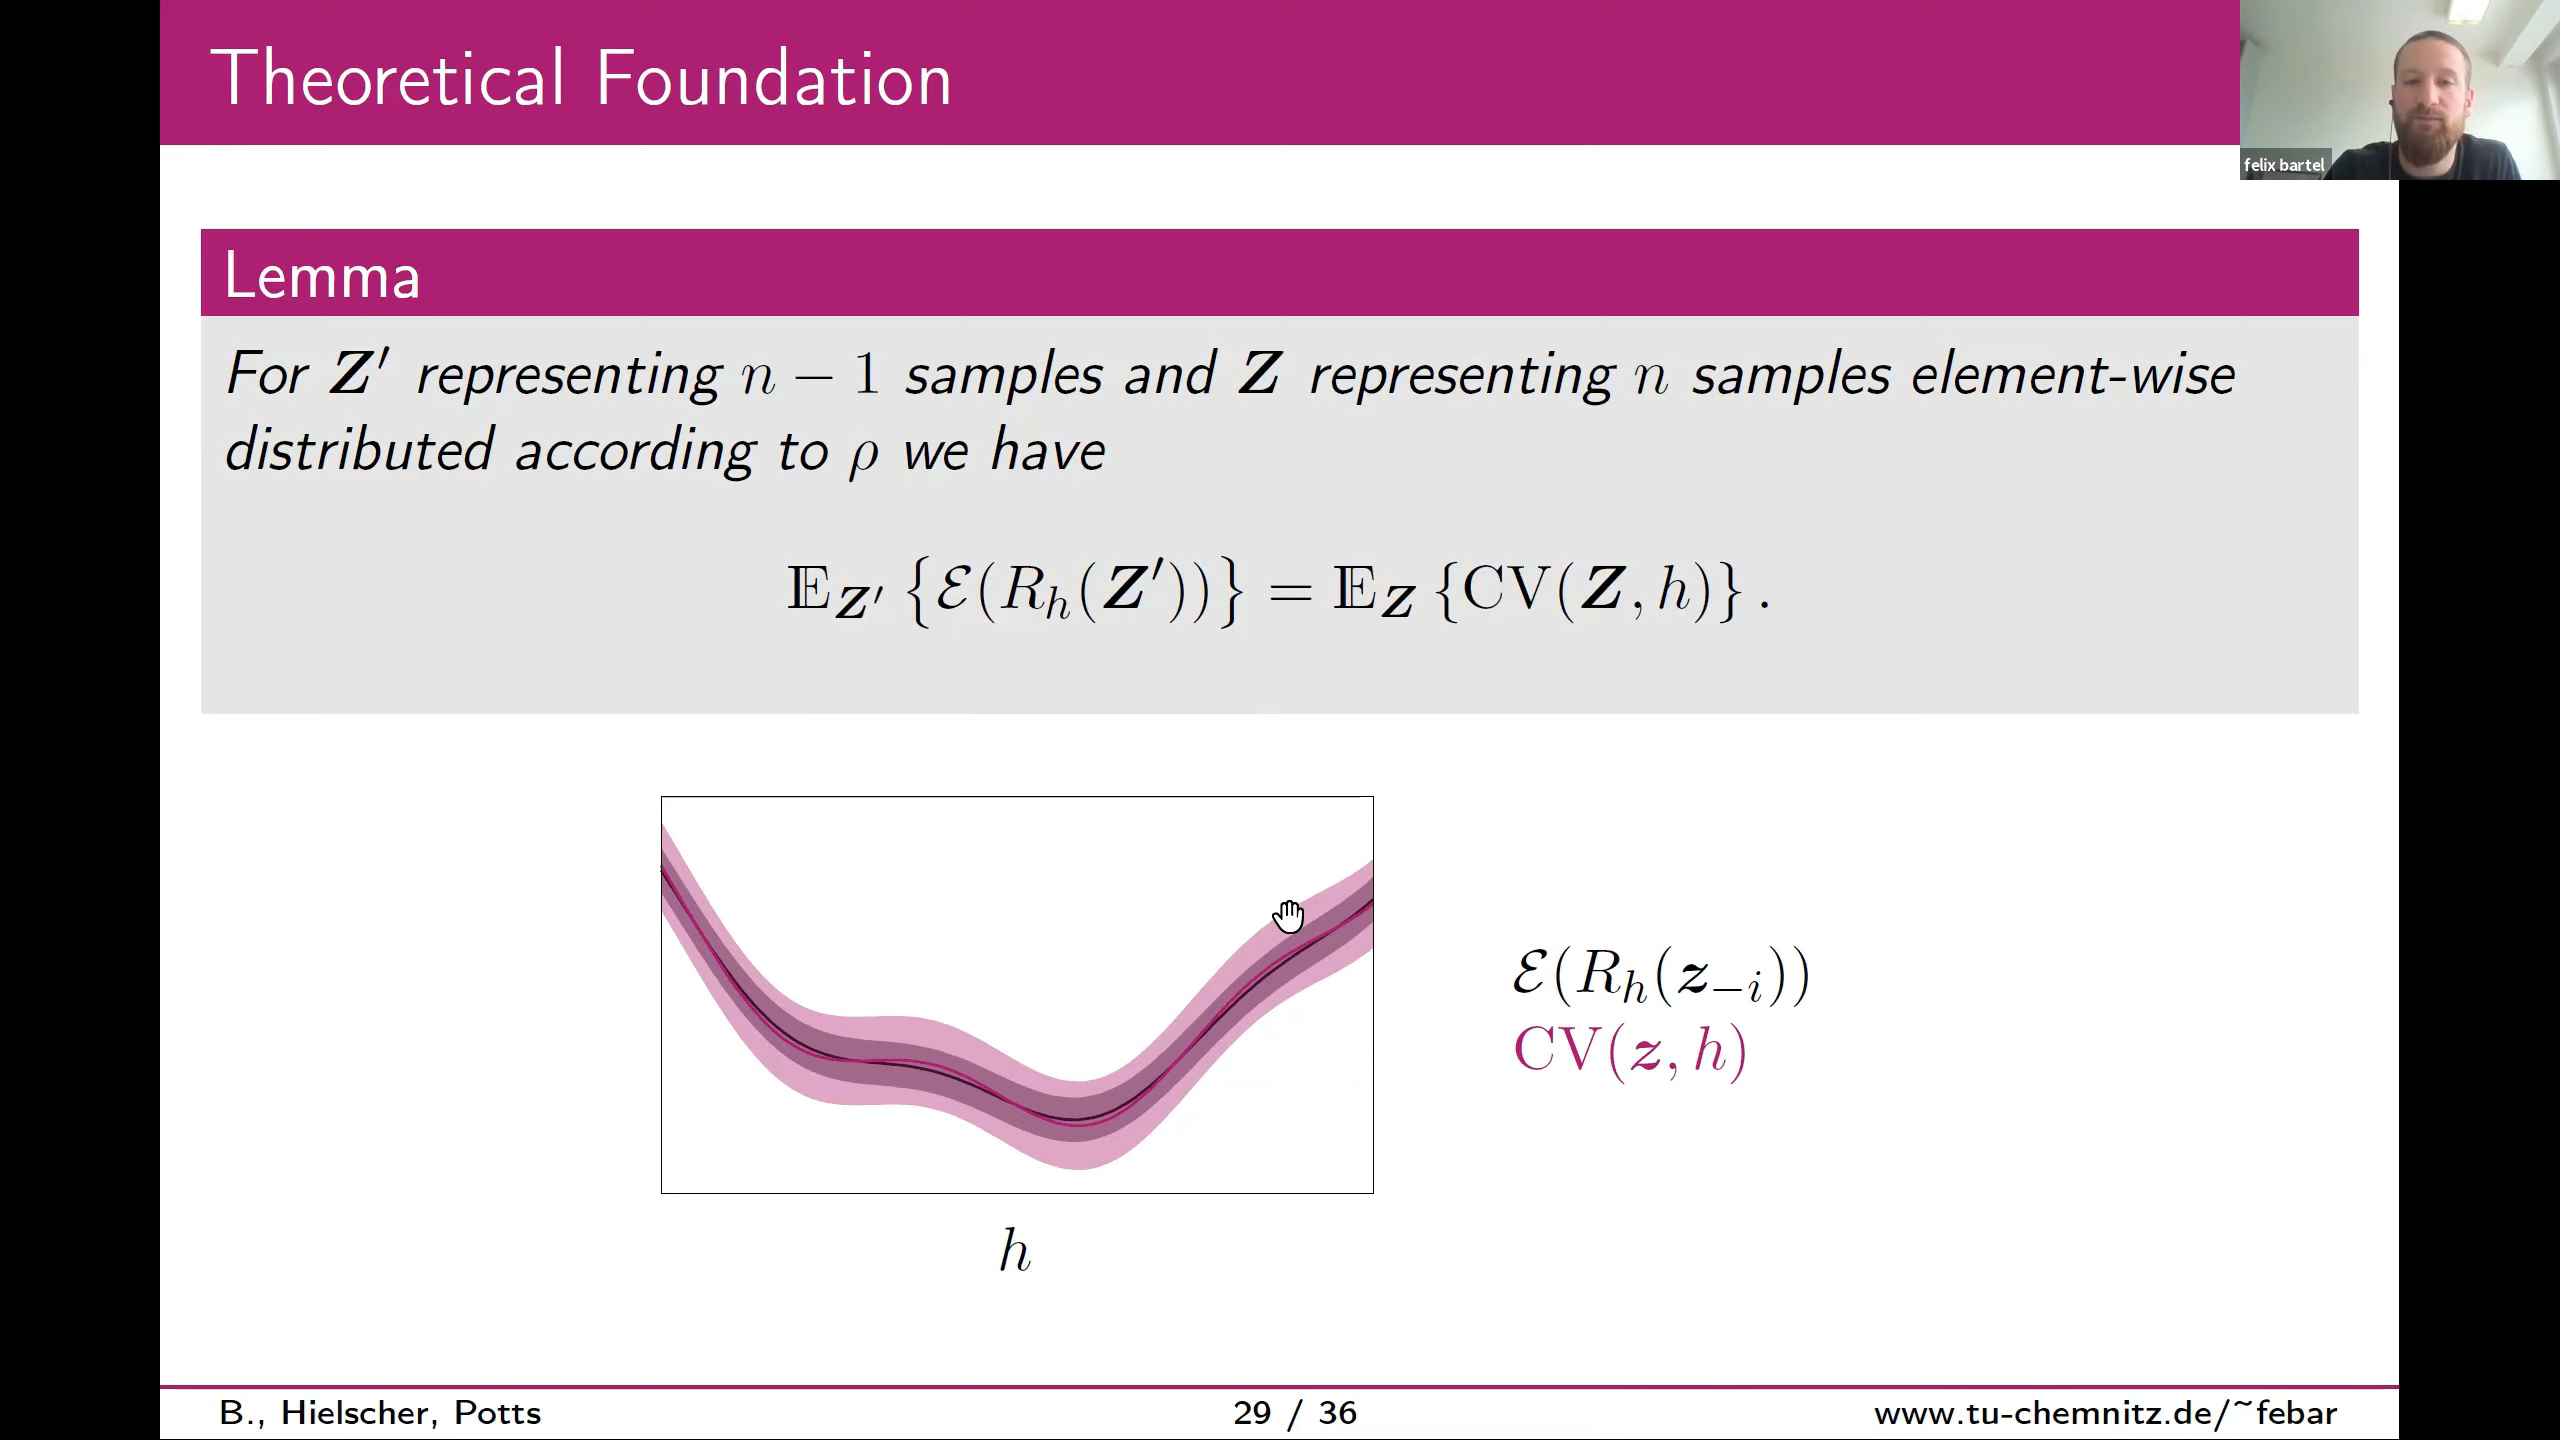 Theoretical Foundation
felix bartel
Lemma
For 𝒁′ representing n − 1 samples and 𝒁 representing n samples element-wise
distributed according to ρ we have
𝔼_𝒁′ {ℰ(R_h(𝒁′))} = 𝔼_𝒁 {CV(𝒁, h)} .
ℰ(R_h(𝒛_−i))
CV(𝒛, h)
h
B., Hielscher, Potts
29 / 36
www.tu-chemnitz.de/~febar